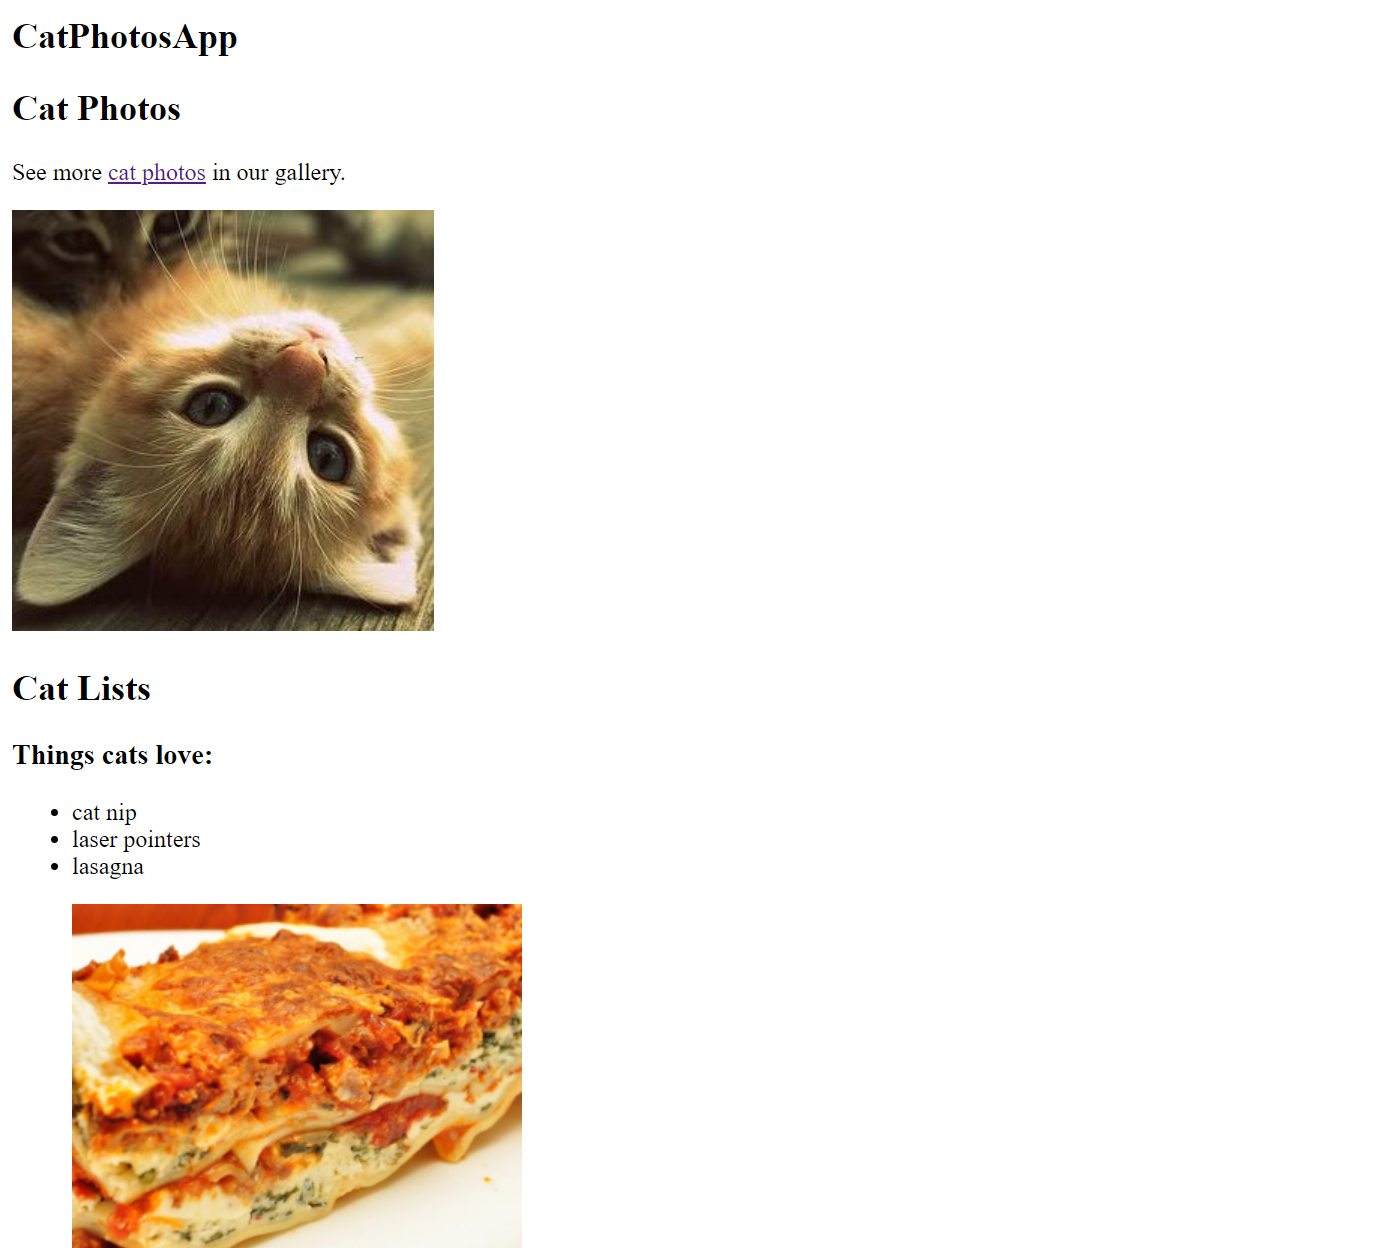 CatPhotosApp
Cat Photos
See more cat photos in our gallery.
Cat Lists
Things cats love:
cat nip
laser pointers
lasagna